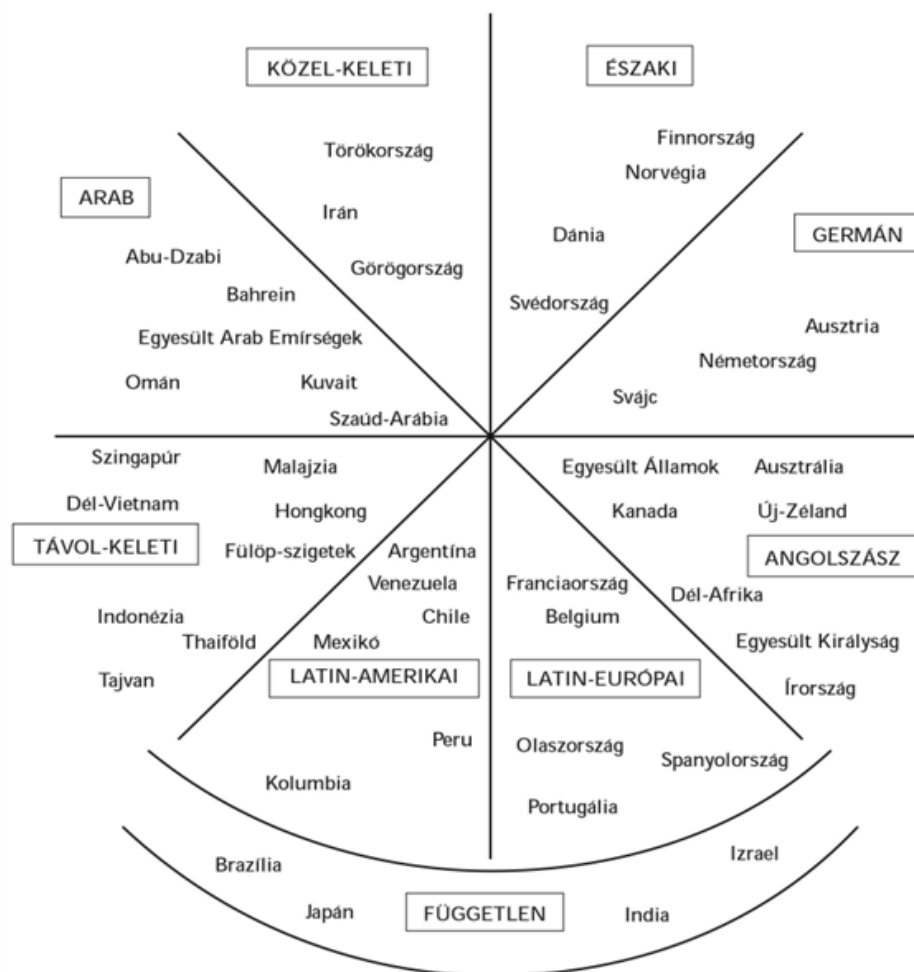 KÖZEL-KELETI
Törökország
Irán
Görögország
ÉSZAKI
Finnország
Norvégia
Dánia
Svédország
ARAB
Abu-Dzabi
Bahrein
Egyesült Arab Emírségek
Omán
Kuvait
Szaúd-Arábia
GERMÁN
Ausztria
Németország
Svájc
Szingapúr
Malajzia
Dél-Vietnam
Hongkong
TÁVOL-KELETI
Fülöp-szigetek
Indonézia
Thaiföld
Tajvan
Argentína
Venezuela
Chile
Mexikó
LATIN-AMERIKAI
Peru
Kolumbia
Franciaország
Belgium
LATIN-EURÓPAI
Olaszország
Spanyolország
Portugália
Egyesült Államok
Ausztrália
Kanada
Új-Zéland
ANGOLSZÁSZ
Dél-Afrika
Egyesült Királyság
Írország
Brazília
Japán
FÜGGETLEN
India
Izrael